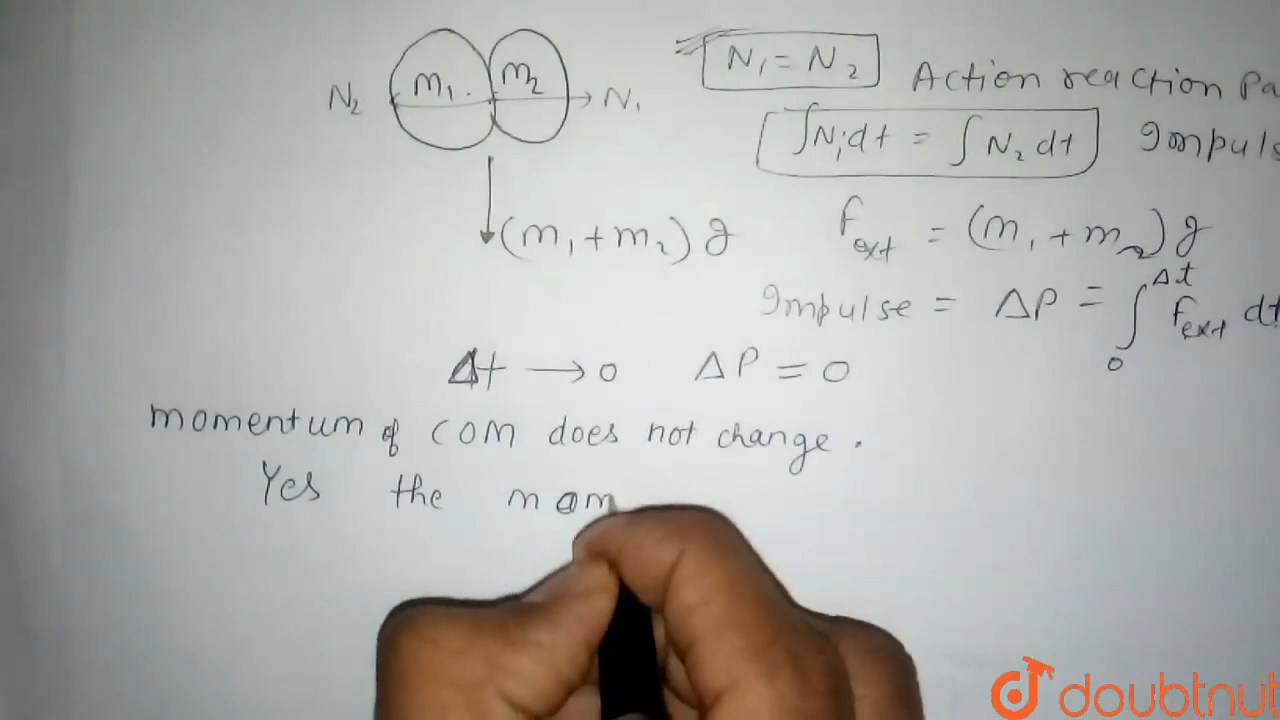 N₂ m₁. m₂ N₁
N₁ = N₂ Action reaction Pa
∫N₁dt = ∫N₂dt Impuls
(m₁+m₂)g
fext = (m₁+m₂)g
Impulse = ΔP = ∫₀^Δt fext dt
Δt → 0 ΔP = 0
momentum of COM does not change.
Yes the mom
doubtnut